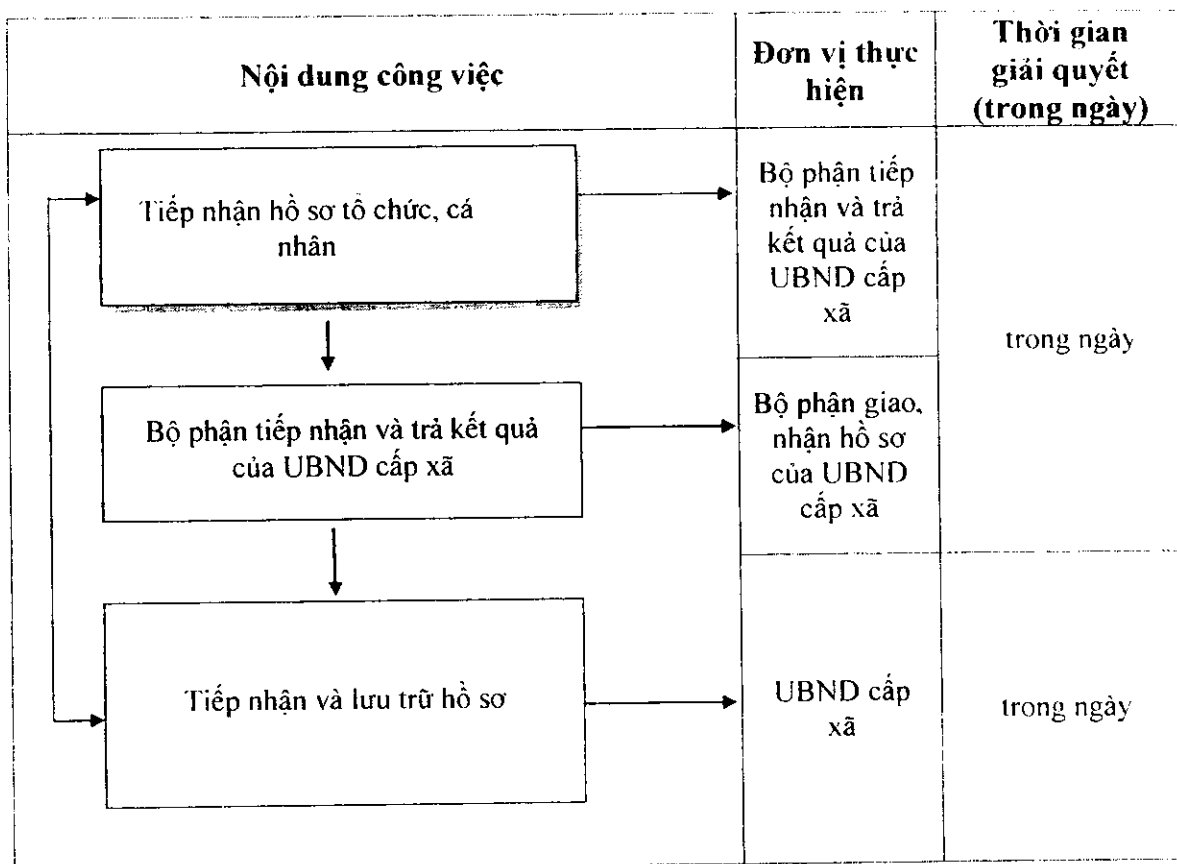 Nội dung công việc
Đơn vị thực
hiện
Thời gian
giải quyết
(trong ngày)
Tiếp nhận hồ sơ tổ chức, cá
nhân
Bộ phận tiếp
nhận và trả
kết quả của
UBND cấp
xã
trong ngày
Bộ phận tiếp nhận và trả kết quả
của UBND cấp xã
Bộ phận giao,
nhận hồ sơ
của UBND
cấp xã
Tiếp nhận và lưu trữ hồ sơ
UBND cấp
xã
trong ngày